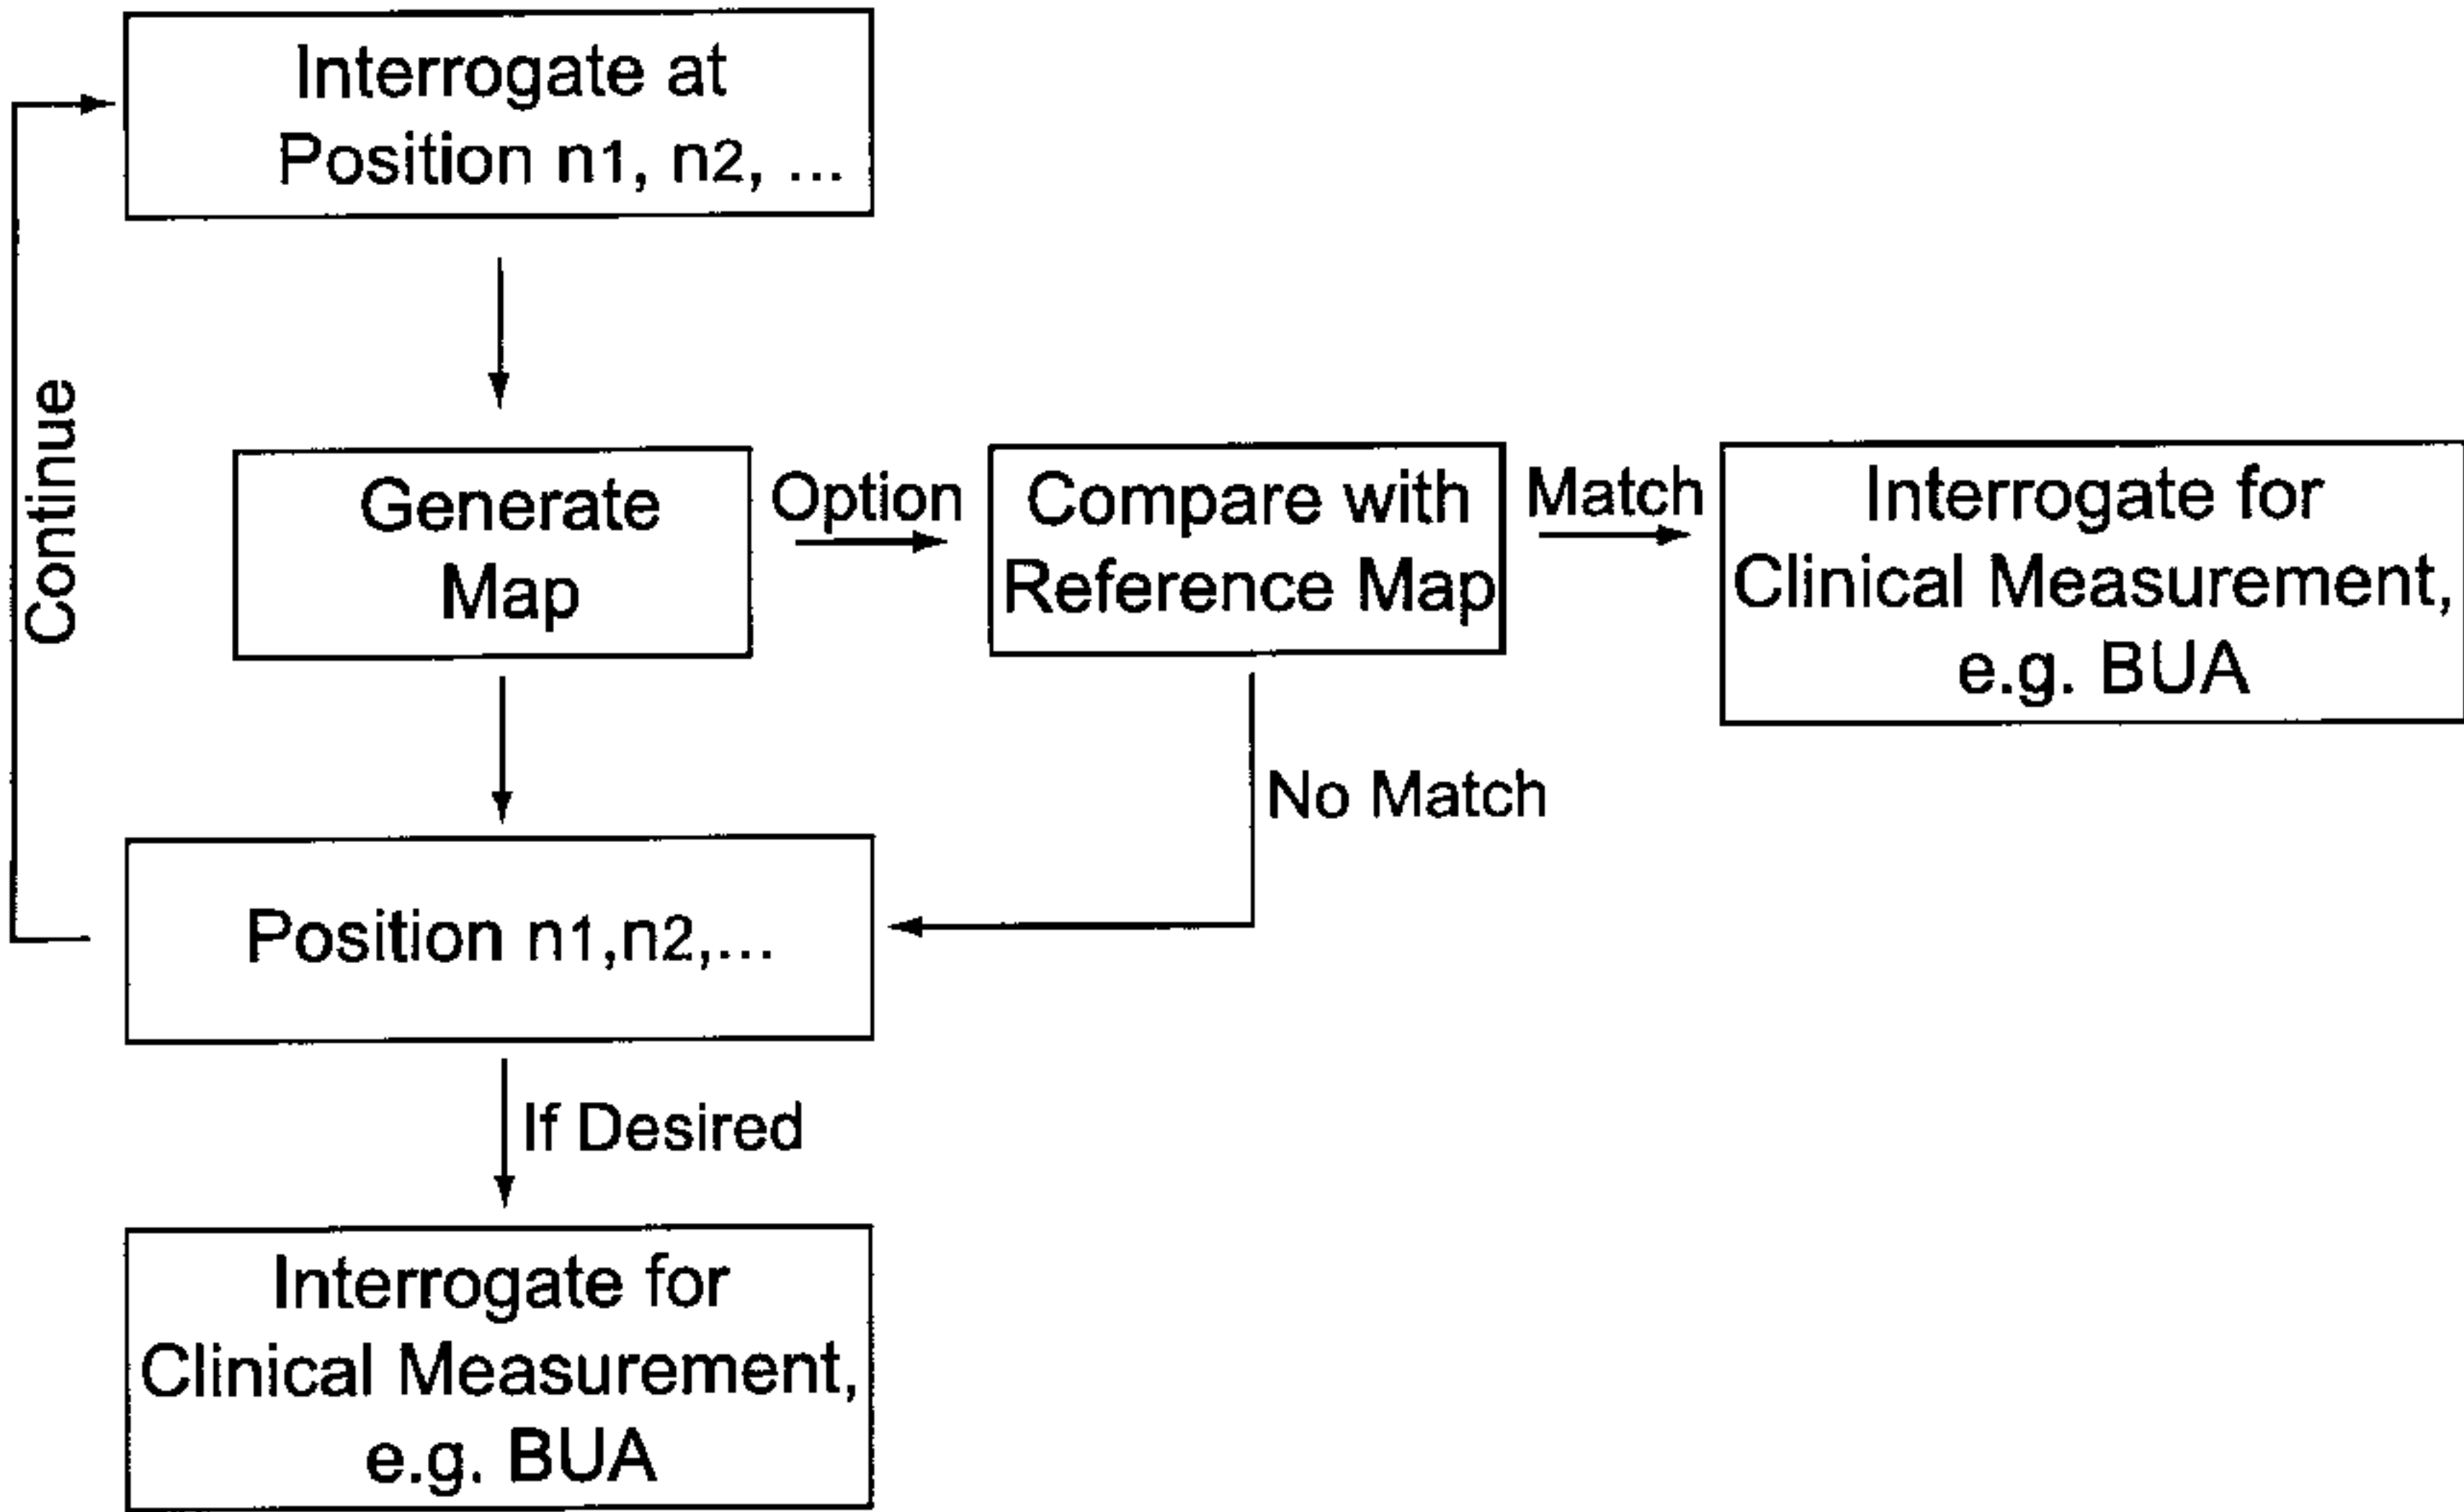 Interrogate at
Position n1, n2, ...
Continue
Generate
Map
Option
Compare with
Reference Map
Match
Interrogate for
Clinical Measurement,
e.g. BUA
No Match
Position n1,n2,...
If Desired
Interrogate for
Clinical Measurement,
e.g. BUA